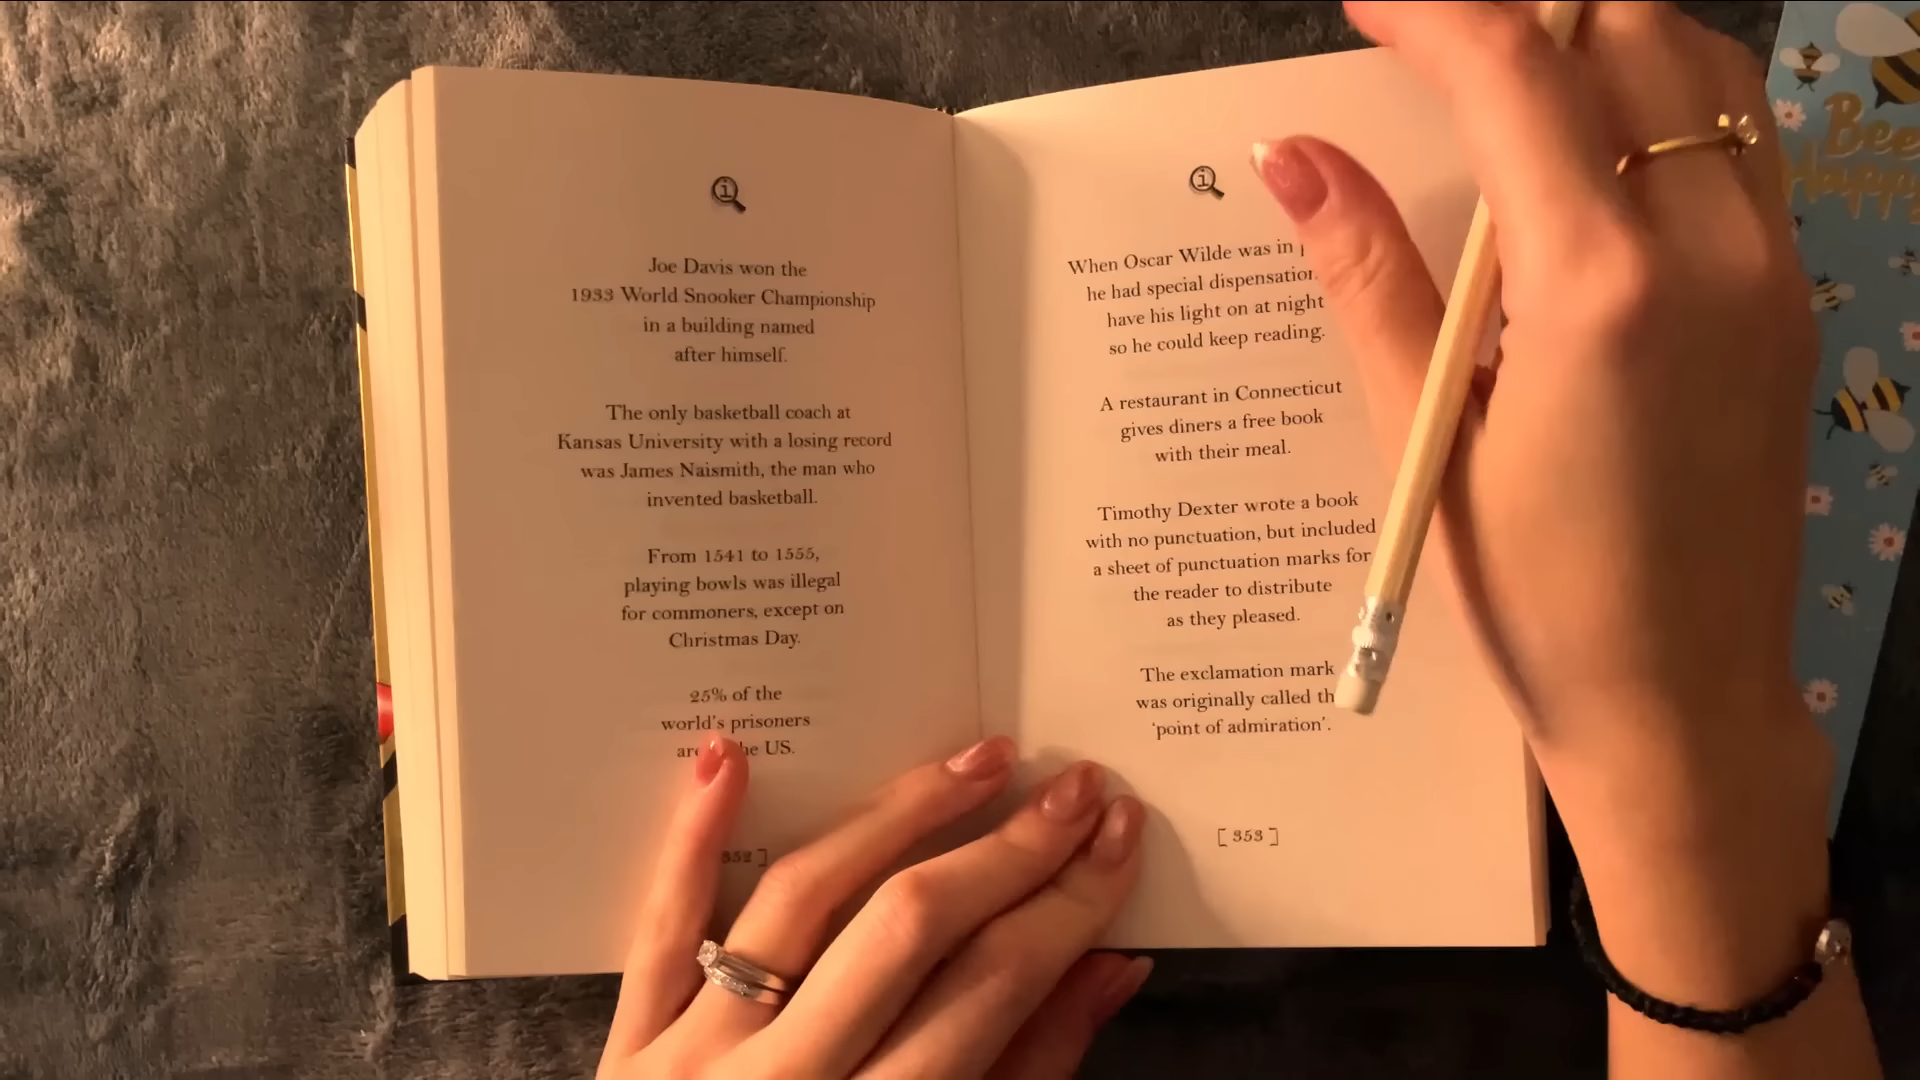 Joe Davis won the
1933 World Snooker Championship
in a building named
after himself.
The only basketball coach at
Kansas University with a losing record
was James Naismith, the man who
invented basketball.
From 1541 to 1555,
playing bowls was illegal
for commoners, except on
Christmas Day.
25% of the
world's prisoners
are the US.
352 ]
When Oscar Wilde was in
he had special dispensation
have his light on at night
so he could keep reading.
A restaurant in Connecticut
gives diners a free book
with their meal.
Timothy Dexter wrote a book
with no punctuation, but included
a sheet of punctuation marks for
the reader to distribute
as they pleased.
The exclamation mark
was originally called the
'point of admiration'.
[ 353 ]
Bee
Happy